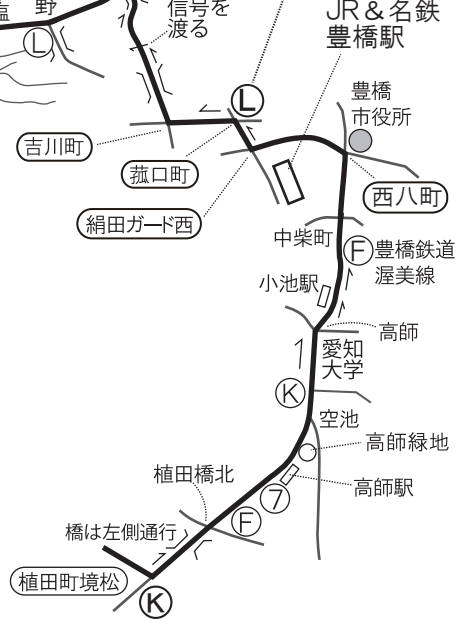 塩 野
信号を
渡る
JR＆名鉄
豊橋駅
L
L
豊橋
市役所
吉川町
菰口町
西八町
絹田ガード西
中柴町
F
豊橋鉄道
渥美線
小池駅
高師
愛知
大学
K
空池
高師緑地
植田橋北
高師駅
7
F
橋は左側通行
植田町境松
K